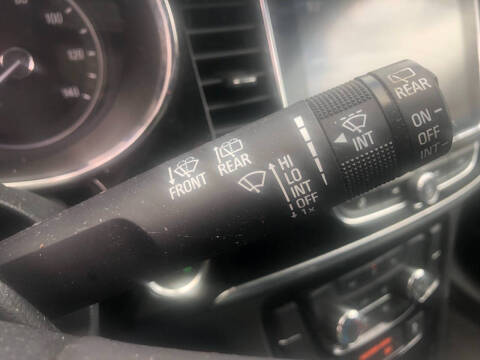 100
120
140
FRONT
REAR
HI
LO
INT
OFF
1x
INT
REAR
ON
OFF
INT